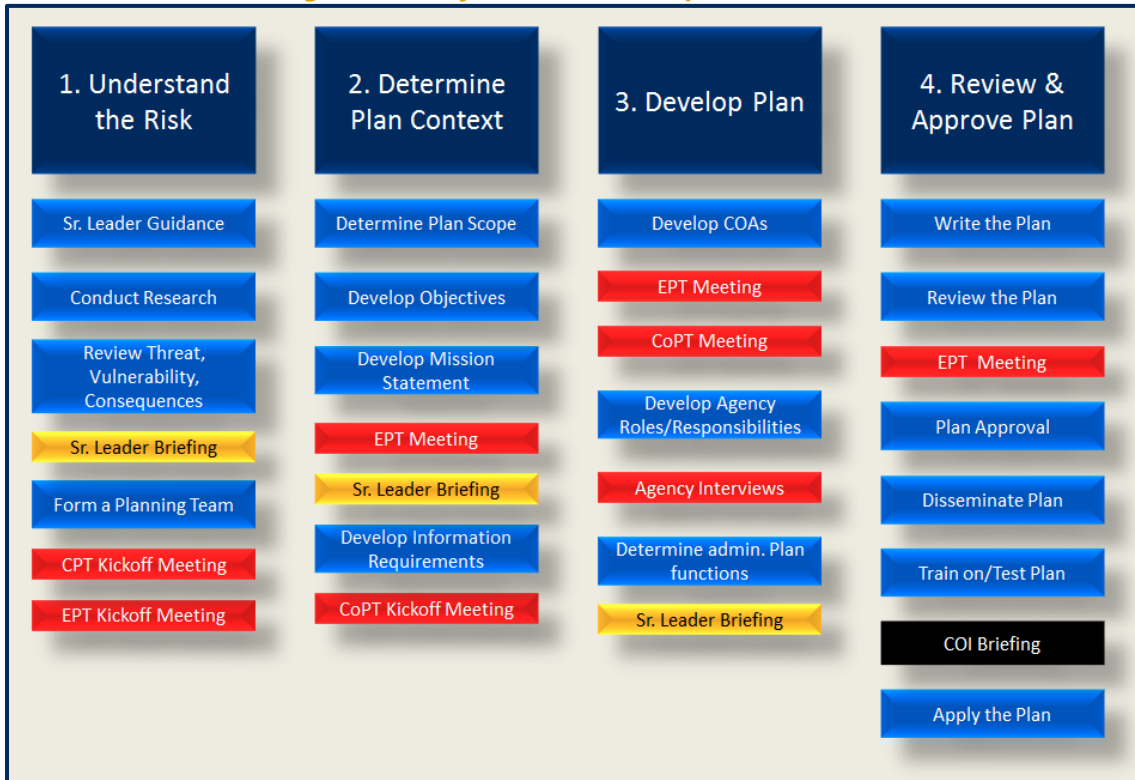 1. Understand
the Risk
Sr. Leader Guidance
Conduct Research
Review Threat,
Vulnerability,
Consequences
Sr. Leader Briefing
Form a Planning Team
CPT Kickoff Meeting
EPT Kickoff Meeting
2. Determine
Plan Context
Determine Plan Scope
Develop Objectives
Develop Mission
Statement
EPT Meeting
Sr. Leader Briefing
Develop Information
Requirements
CoPT Kickoff Meeting
3. Develop Plan
Develop COAs
EPT Meeting
CoPT Meeting
Develop Agency
Roles/Responsibilities
Agency Interviews
Determine admin. Plan
functions
Sr. Leader Briefing
4. Review &
Approve Plan
Write the Plan
Review the Plan
EPT Meeting
Plan Approval
Disseminate Plan
Train on/Test Plan
COI Briefing
Apply the Plan